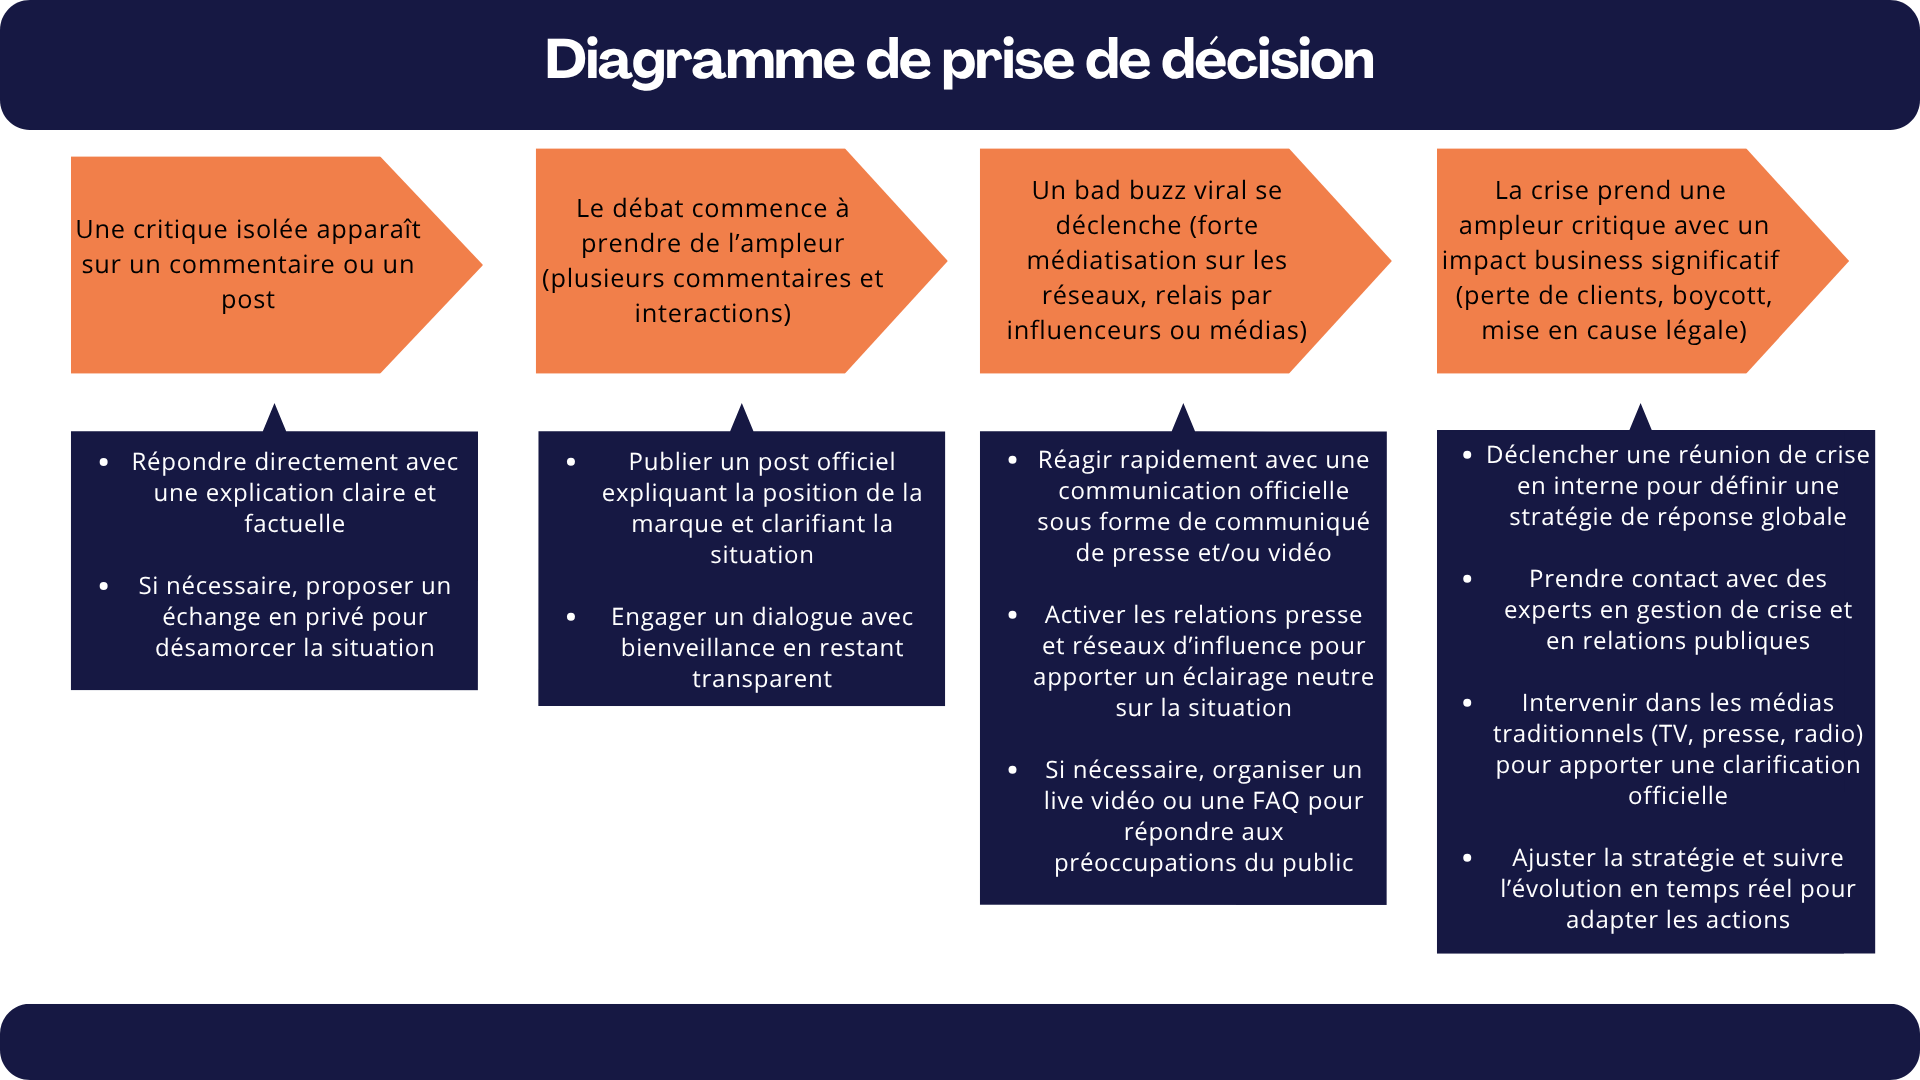 Diagramme de prise de décision
Une critique isolée apparaît
sur un commentaire ou un
post
Le débat commence à
prendre de l’ampleur
(plusieurs commentaires et
interactions)
Un bad buzz viral se
déclenche (forte
médiatisation sur les
réseaux, relais par
influenceurs ou médias)
La crise prend une
ampleur critique avec un
impact business significatif
(perte de clients, boycott,
mise en cause légale)
• Répondre directement avec
une explication claire et
factuelle
• Si nécessaire, proposer un
échange en privé pour
désamorcer la situation
• Publier un post officiel
expliquant la position de la
marque et clarifiant la
situation
• Engager un dialogue avec
bienveillance en restant
transparent
• Réagir rapidement avec une
communication officielle
sous forme de communiqué
de presse et/ou vidéo
• Activer les relations presse
et réseaux d’influence pour
apporter un éclairage neutre
sur la situation
• Si nécessaire, organiser un
live vidéo ou une FAQ pour
répondre aux
préoccupations du public
• Déclencher une réunion de crise
en interne pour définir une
stratégie de réponse globale
• Prendre contact avec des
experts en gestion de crise et
en relations publiques
• Intervenir dans les médias
traditionnels (TV, presse, radio)
pour apporter une clarification
officielle
• Ajuster la stratégie et suivre
l’évolution en temps réel pour
adapter les actions